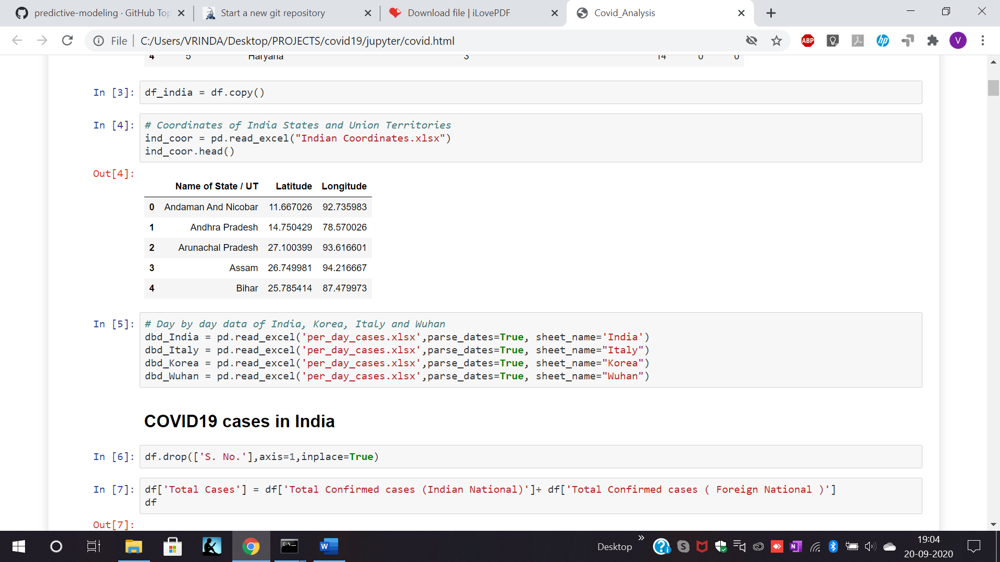 predictive-modeling · GitHub Top
Start a new git repository
Download file | iLovePDF
Covid_Analysis
File
C:/Users/VRINDA/Desktop/PROJECTS/covid19/jupyter/covid.html
ABP
hp
V
4 5 Haryana 3 14 0 0
In [3]: df_india = df.copy()
In [4]: # Coordinates of India States and Union Territories
ind_coor = pd.read_excel("Indian Coordinates.xlsx")
ind_coor.head()
Out[4]:
Name of State / UT Latitude Longitude
0 Andaman And Nicobar 11.667026 92.735983
1 Andhra Pradesh 14.750429 78.570026
2 Arunachal Pradesh 27.100399 93.616601
3 Assam 26.749981 94.216667
4 Bihar 25.785414 87.479973
In [5]: # Day by day data of India, Korea, Italy and Wuhan
dbd_India = pd.read_excel('per_day_cases.xlsx',parse_dates=True, sheet_name='India')
dbd_Italy = pd.read_excel('per_day_cases.xlsx',parse_dates=True, sheet_name="Italy")
dbd_Korea = pd.read_excel('per_day_cases.xlsx',parse_dates=True, sheet_name="Korea")
dbd_Wuhan = pd.read_excel('per_day_cases.xlsx',parse_dates=True, sheet_name="Wuhan")
COVID19 cases in India
In [6]: df.drop(['S. No.'],axis=1,inplace=True)
In [7]: df['Total Cases'] = df['Total Confirmed cases (Indian National)']+ df['Total Confirmed cases ( Foreign National )']
df
Out[7]:
Desktop
19:04
20-09-2020